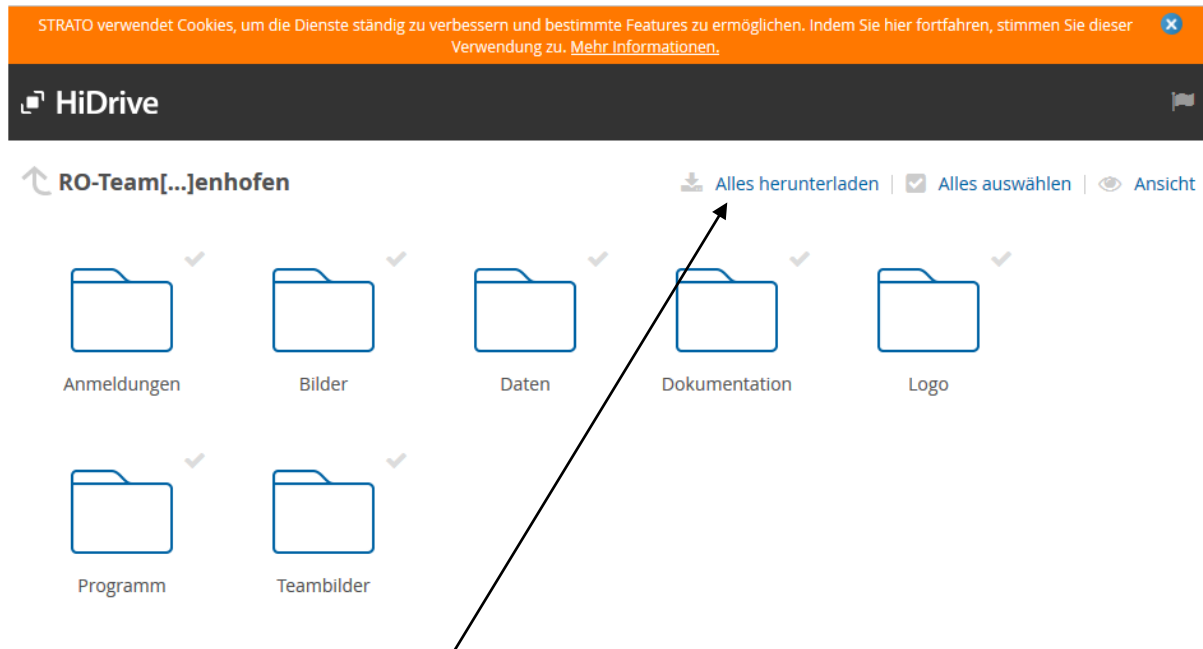 STRATO verwendet Cookies, um die Dienste ständig zu verbessern und bestimmte Features zu ermöglichen. Indem Sie hier fortfahren, stimmen Sie dieser
Verwendung zu. Mehr Informationen.
HiDrive
RO-Team[...]enhofen
Alles herunterladen | Alles auswählen | Ansicht
Anmeldungen Bilder Daten Dokumentation Logo
Programm Teambilder